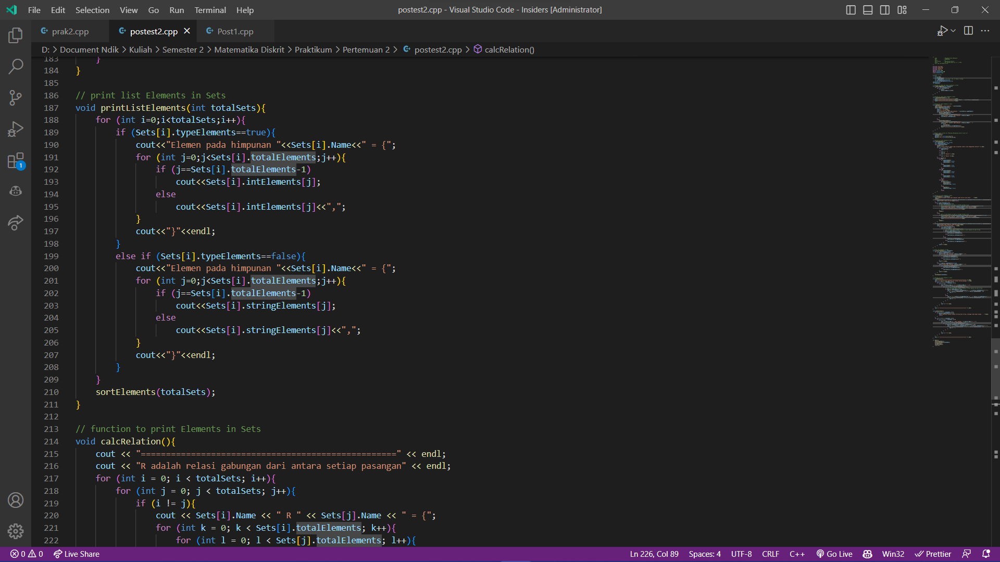 File Edit Selection View Go Run Terminal Help
postest2.cpp - Visual Studio Code - Insiders [Administrator]
prak2.cpp
postest2.cpp
Post1.cpp
D: > Document Ndik > Kuliah > Semester 2 > Matematika Diskrit > Praktikum > Pertemuan 2 > postest2.cpp > calcRelation()
183 }
184 }
185
186 // print list Elements in Sets
187 void printListElements(int totalSets){
188 for (int i=0;i<totalSets;i++){
189 if (Sets[i].typeElements==true){
190 cout<<"Elemen pada himpunan "<<Sets[i].Name<<" = {";
191 for (int j=0;j<Sets[i].totalElements;j++){
192 if (j==Sets[i].totalElements-1)
193 cout<<Sets[i].intElements[j];
194 else
195 cout<<Sets[i].intElements[j]<<",";
196 }
197 cout<<"}"<<endl;
198 }
199 else if (Sets[i].typeElements==false){
200 cout<<"Elemen pada himpunan "<<Sets[i].Name<<" = {";
201 for (int j=0;j<Sets[i].totalElements;j++){
202 if (j==Sets[i].totalElements-1)
203 cout<<Sets[i].stringElements[j];
204 else
205 cout<<Sets[i].stringElements[j]<<",";
206 }
207 cout<<"}"<<endl;
208 }
209 }
210 sortElements(totalSets);
211 }
212
213 // function to print Elements in Sets
214 void calcRelation(){
215 cout << "===================================================" << endl;
216 cout << "R adalah relasi gabungan dari antara setiap pasangan" << endl;
217 for (int i = 0; i < totalSets; i++){
218 for (int j = 0; j < totalSets; j++){
219 if (i != j){
220 cout << Sets[i].Name << " R " << Sets[j].Name << " = {";
221 for (int k = 0; k < Sets[i].totalElements; k++){
222 for (int l = 0; l < Sets[j].totalElements; l++){
1
0 0 Live Share
Ln 226, Col 89 Spaces: 4 UTF-8 CRLF C++ Go Live Win32 Prettier